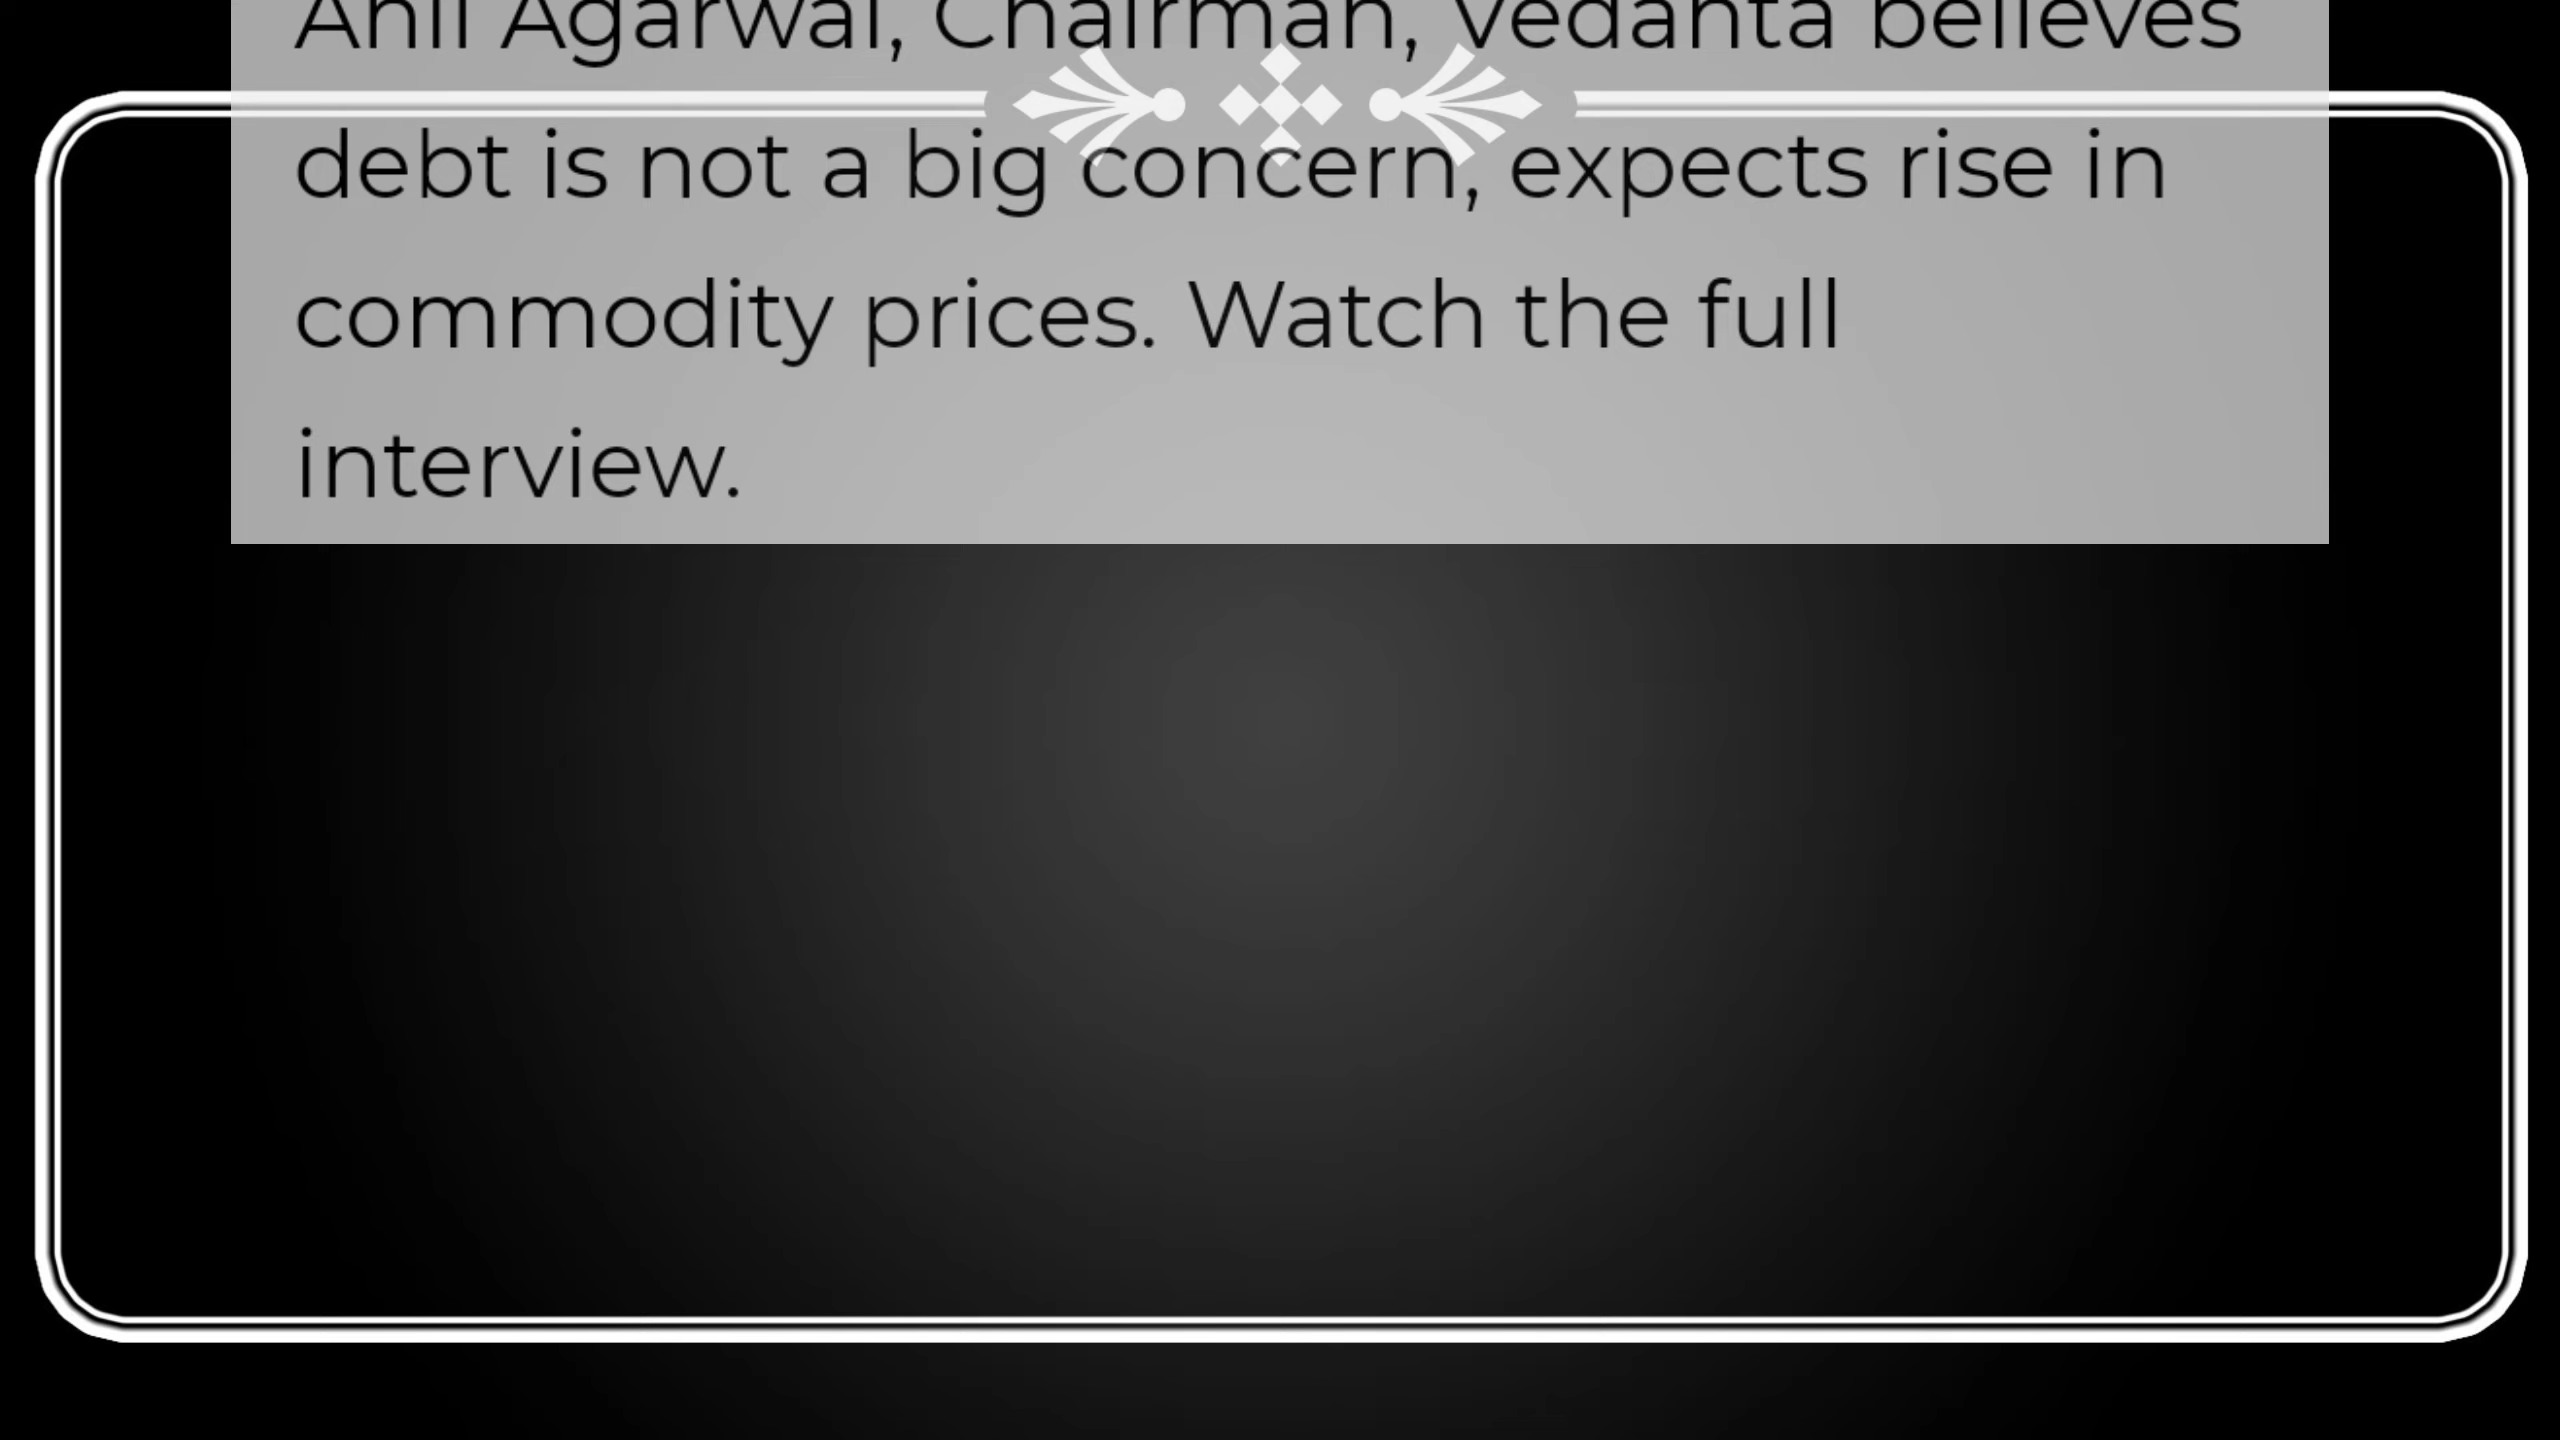 Anil Agarwal, Chairman, Vedanta believes
debt is not a big concern, expects rise in
commodity prices. Watch the full
interview.